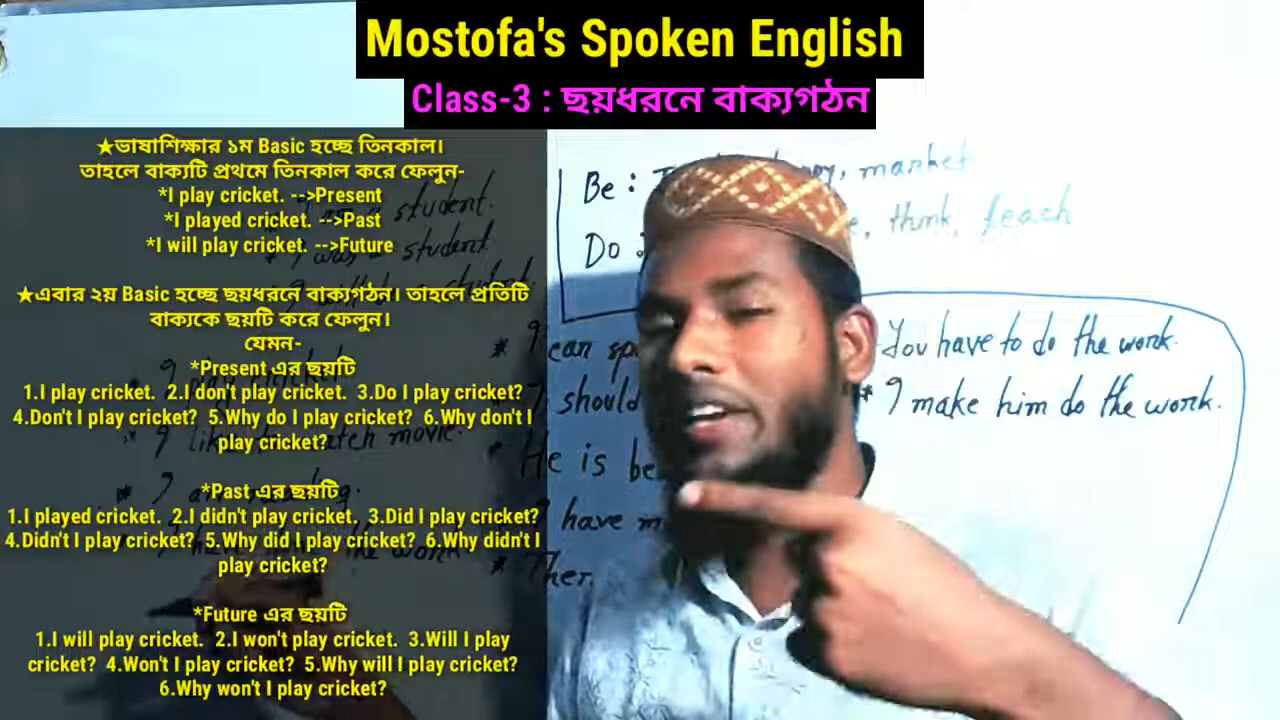 Mostofa's Spoken English
Class-3 : ছয়ধরনে বাক্যগঠন
★ভাষাশিক্ষার ১ম Basic হচ্ছে তিনকাল।
তাহলে বাক্যটি প্রথমে তিনকাল করে ফেলুন-
*I play cricket. -->Present
*I played cricket. -->Past
*I will play cricket. -->Future
★এবার ২য় Basic হচ্ছে ছয়ধরনে বাক্যগঠন। তাহলে প্রতিটি
বাক্যকে ছয়টি করে ফেলুন।
যেমন-
*Present এর ছয়টি
1.I play cricket. 2.I don't play cricket. 3.Do I play cricket?
4.Don't I play cricket? 5.Why do I play cricket? 6.Why don't I
play cricket?
*Past এর ছয়টি
1.I played cricket. 2.I didn't play cricket. 3.Did I play cricket?
4.Didn't I play cricket? 5.Why did I play cricket? 6.Why didn't I
play cricket?
*Future এর ছয়টি
1.I will play cricket. 2.I won't play cricket. 3.Will I play
cricket? 4.Won't I play cricket? 5.Why will I play cricket?
6.Why won't I play cricket?
Be : market
Do : think, teach
* I can
should
He is
have
You have to do the work.
* I make him do the work.